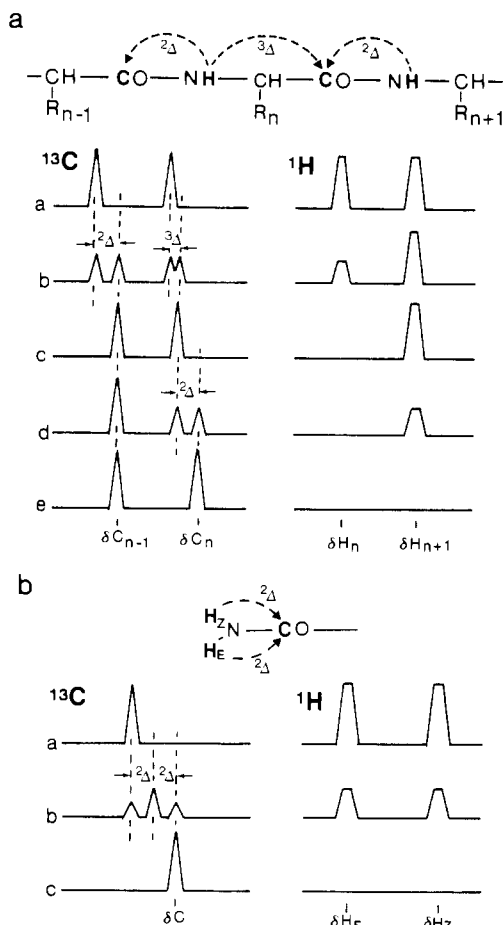 a
²Δ ³Δ ²Δ
—CH—CO—NH—CH—CO—NH—CH—
Rn-1 Rn Rn+1
¹³C ¹H
a
²Δ ³Δ
b
c
²Δ
d
e
δCn-1 δCn δHn δHn+1
b
²Δ
HZ
N—CO—
HE
²Δ
¹³C ¹H
a
²Δ ²Δ
b
c
δC δHE δHZ